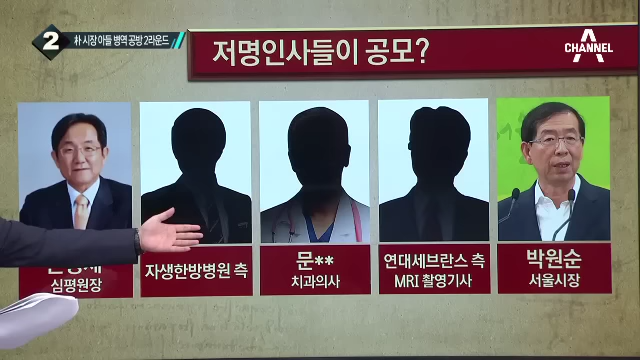 2
朴 시장 아들 병역 공방 2라운드
저명인사들이 공모?
CHANNEL
심평원장
자생한방병원 측
문**
치과의사
연대세브란스 측
MRI 촬영기사
박원순
서울시장